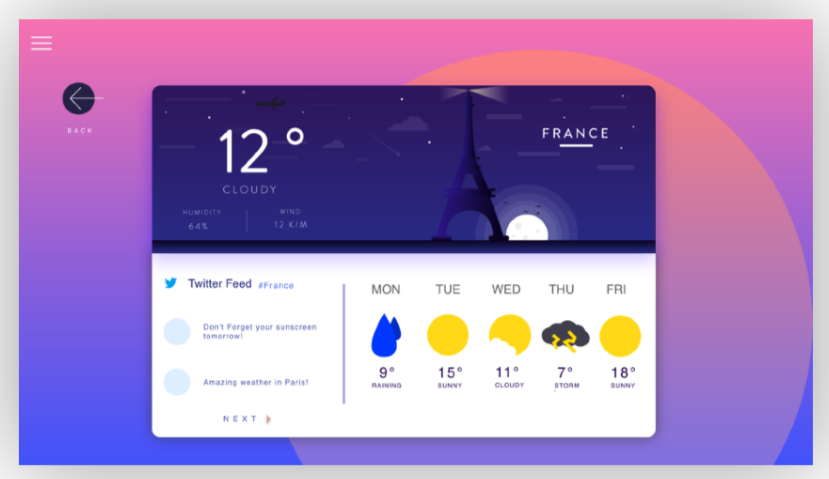 BACK
12°
CLOUDY
HUMIDITY
64%
WIND
12 K/M
FRANCE
Twitter Feed #France
Don't Forget your sunscreen
tomorrow!
Amazing weather in Paris!
NEXT
MON TUE WED THU FRI
9° 15° 11° 7° 18°
RAINING SUNNY CLOUDY STORM SUNNY